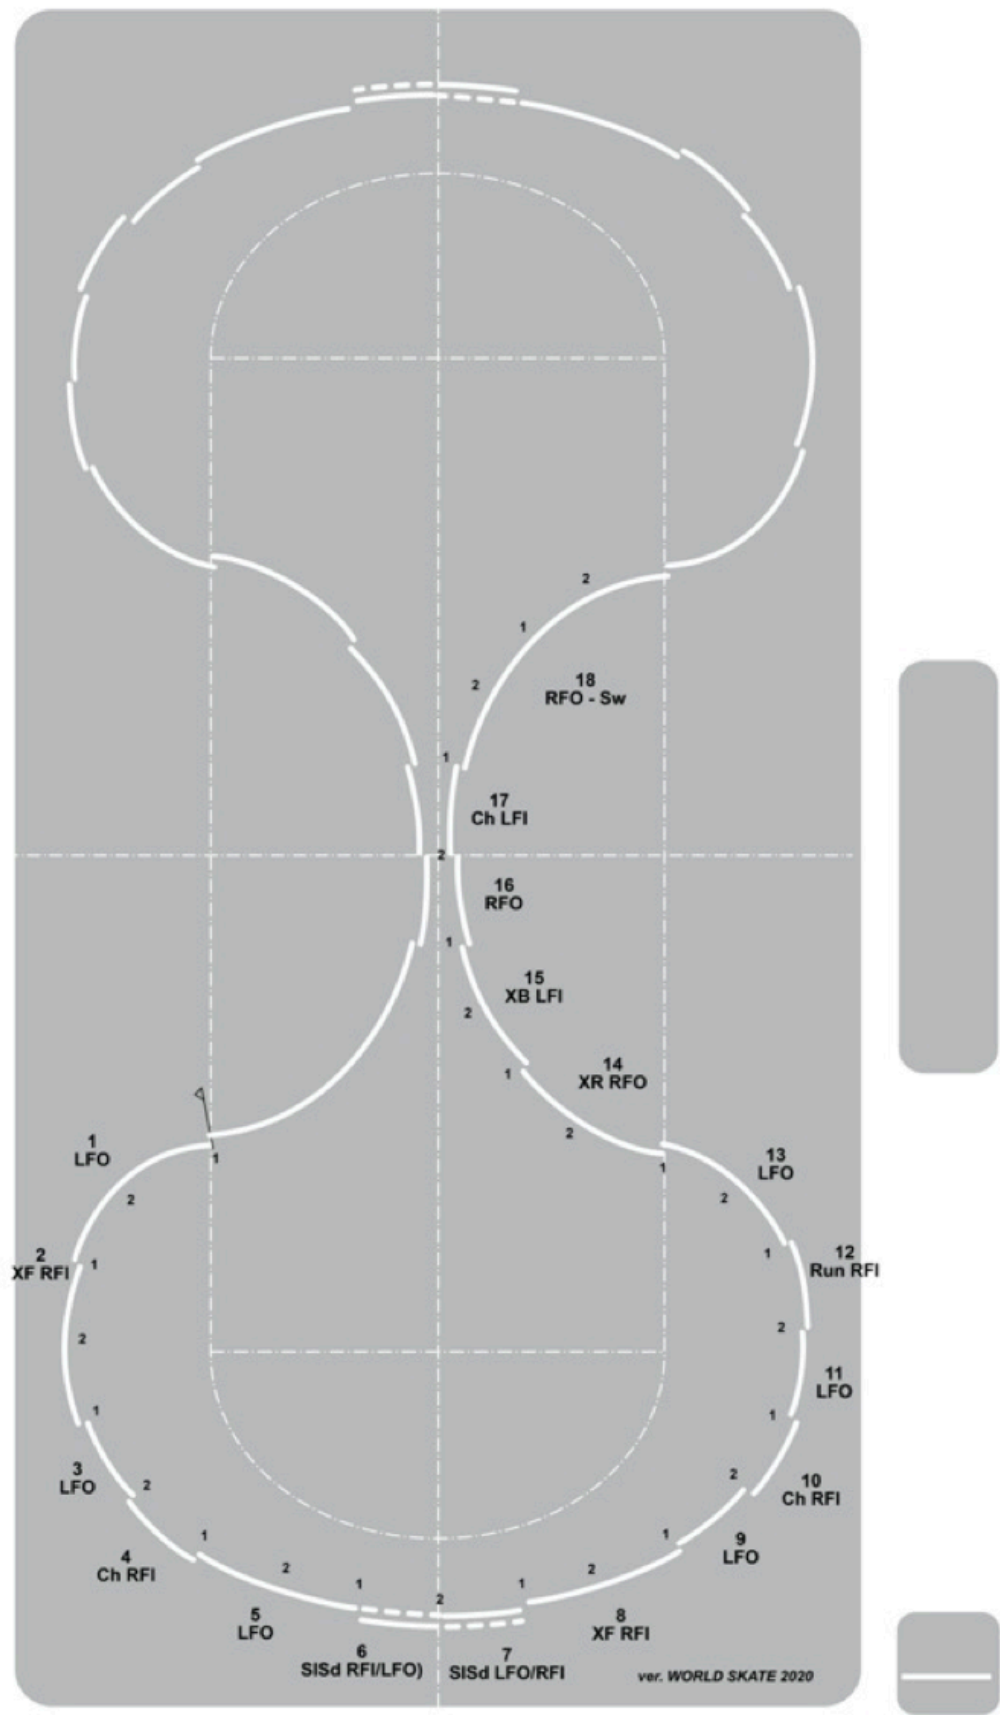 2
1
2
18
RFO - Sw
1
17
Ch LFI
2
16
RFO
1
15
XB LFI
2
14
XR RFO
1
2
1
LFO
1
2
13
LFO
1
2
2
XF RFI
1
12
Run RFI
1
2
2
11
LFO
1
1
3
LFO
2
10
Ch RFI
2
4
Ch RFI
1
9
LFO
1
5
LFO
2
1
6
SlSd RFI/LFO)
2
7
SlSd LFO/RFI
1
2
8
XF RFI
ver. WORLD SKATE 2020